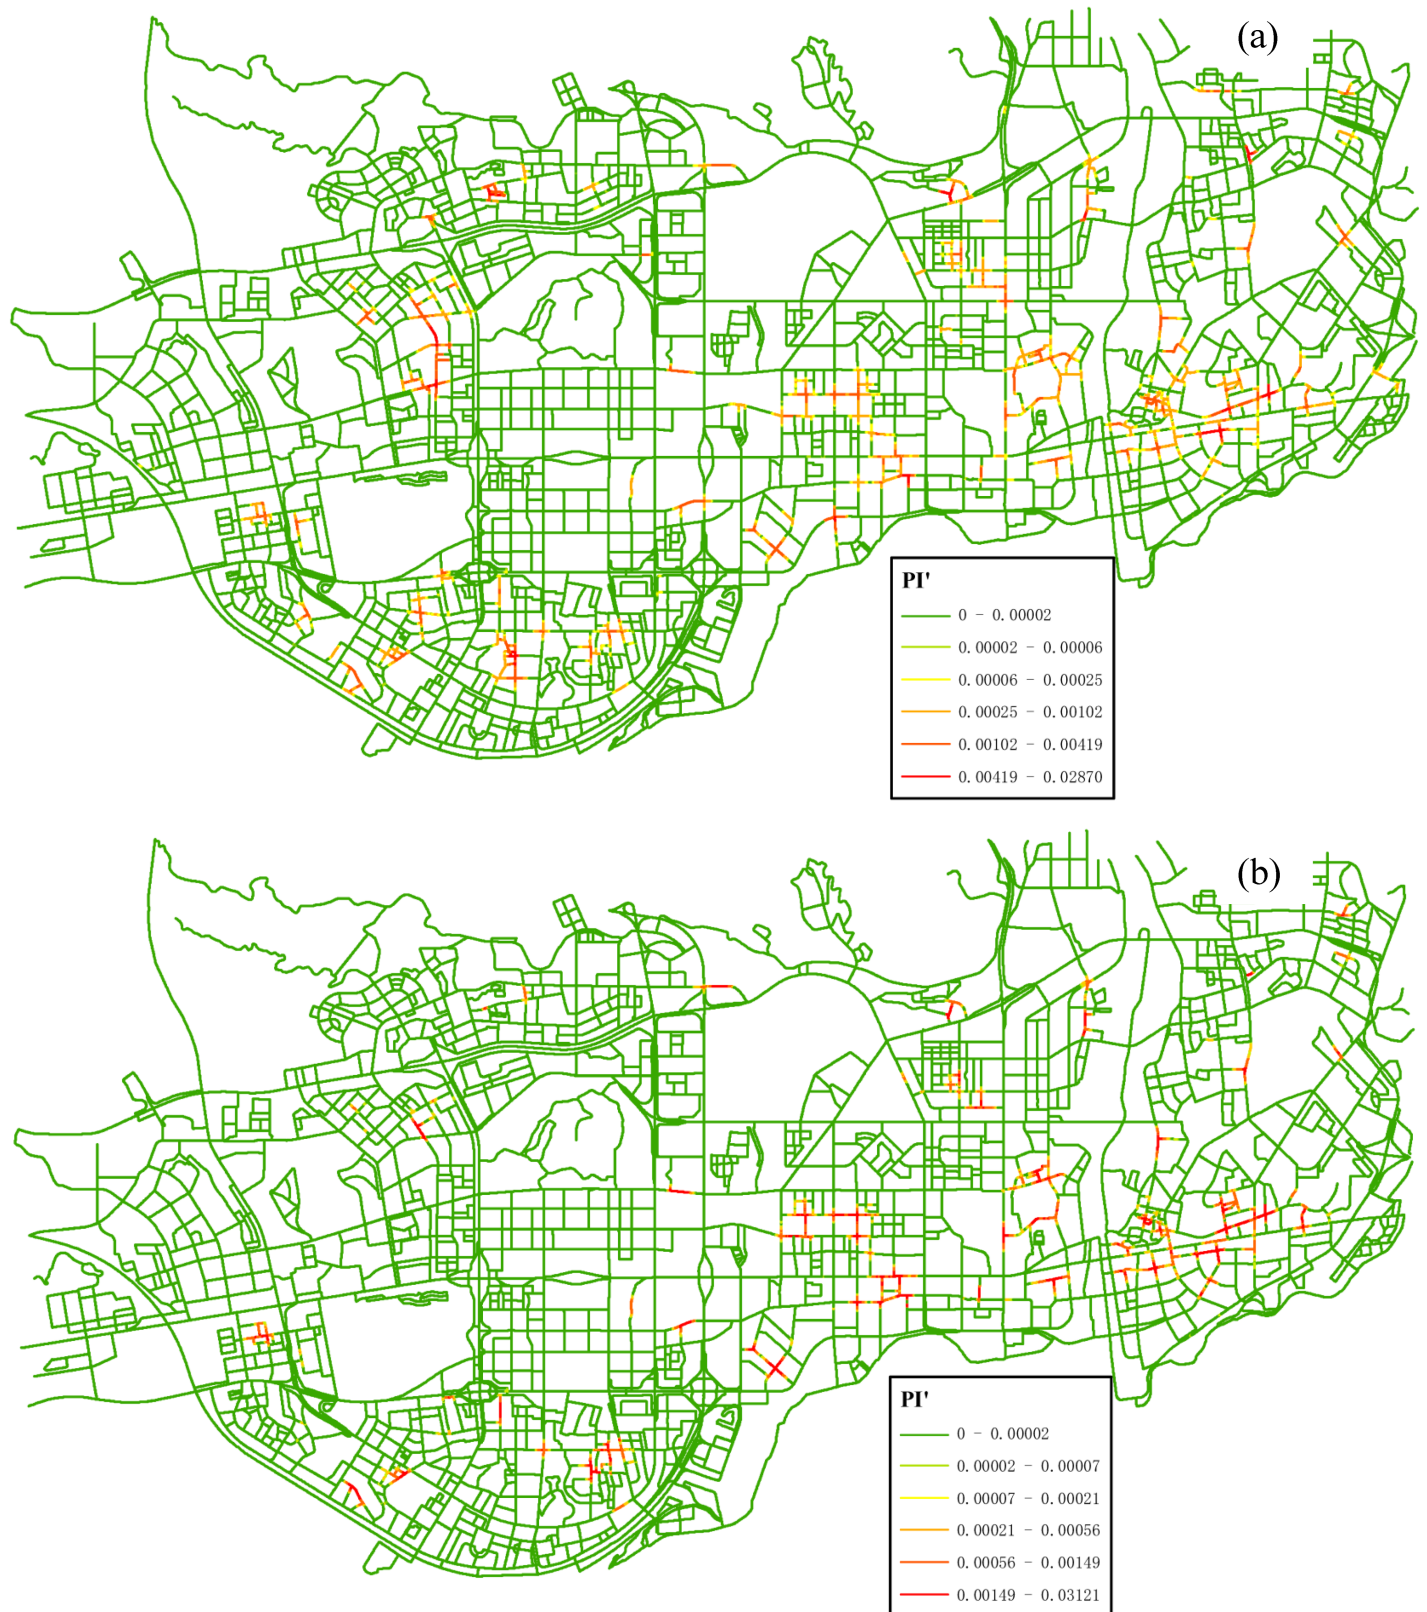 (a)
PI'
0 - 0.00002
0.00002 - 0.00006
0.00006 - 0.00025
0.00025 - 0.00102
0.00102 - 0.00419
0.00419 - 0.02870
(b)
PI'
0 - 0.00002
0.00002 - 0.00007
0.00007 - 0.00021
0.00021 - 0.00056
0.00056 - 0.00149
0.00149 - 0.03121